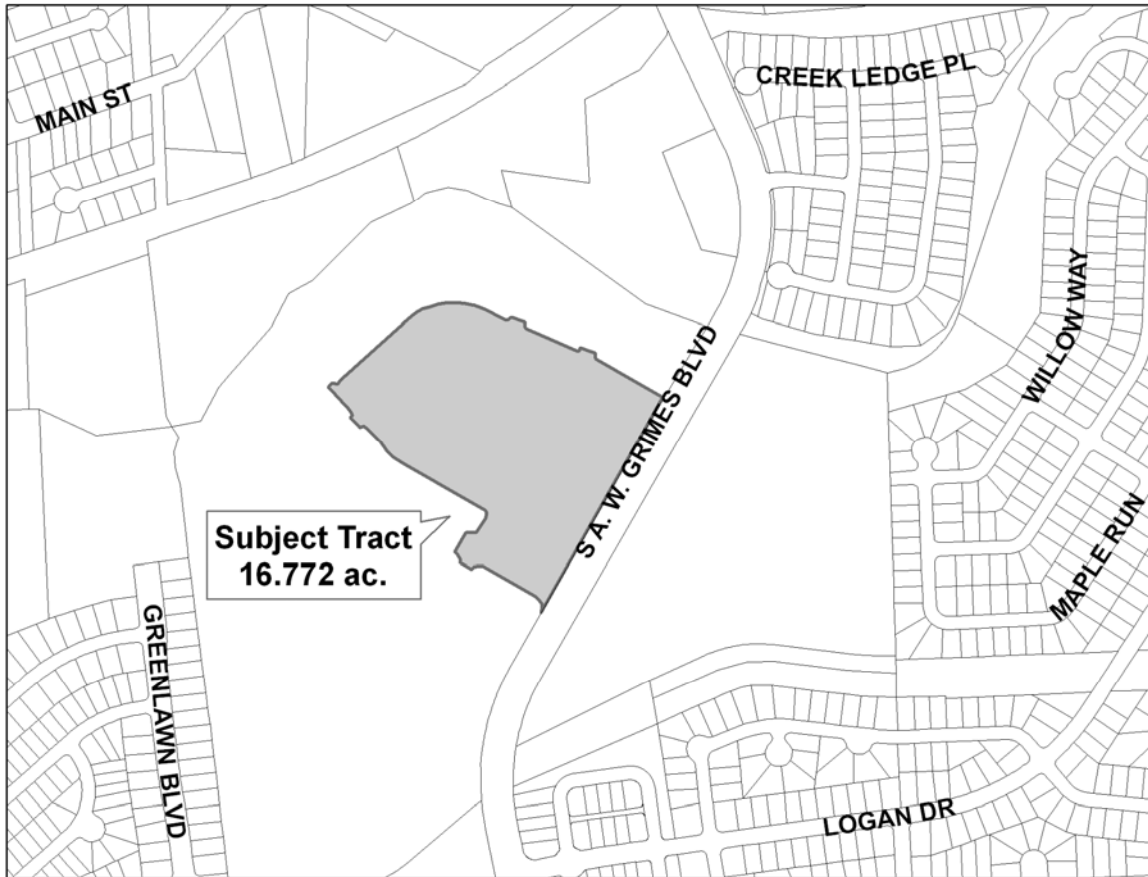 MAIN ST
CREEK LEDGE PL
WILLOW WAY
S A. W. GRIMES BLVD
Subject Tract
16.772 ac.
MAPLE RUN
GREENLAWN BLVD
LOGAN DR